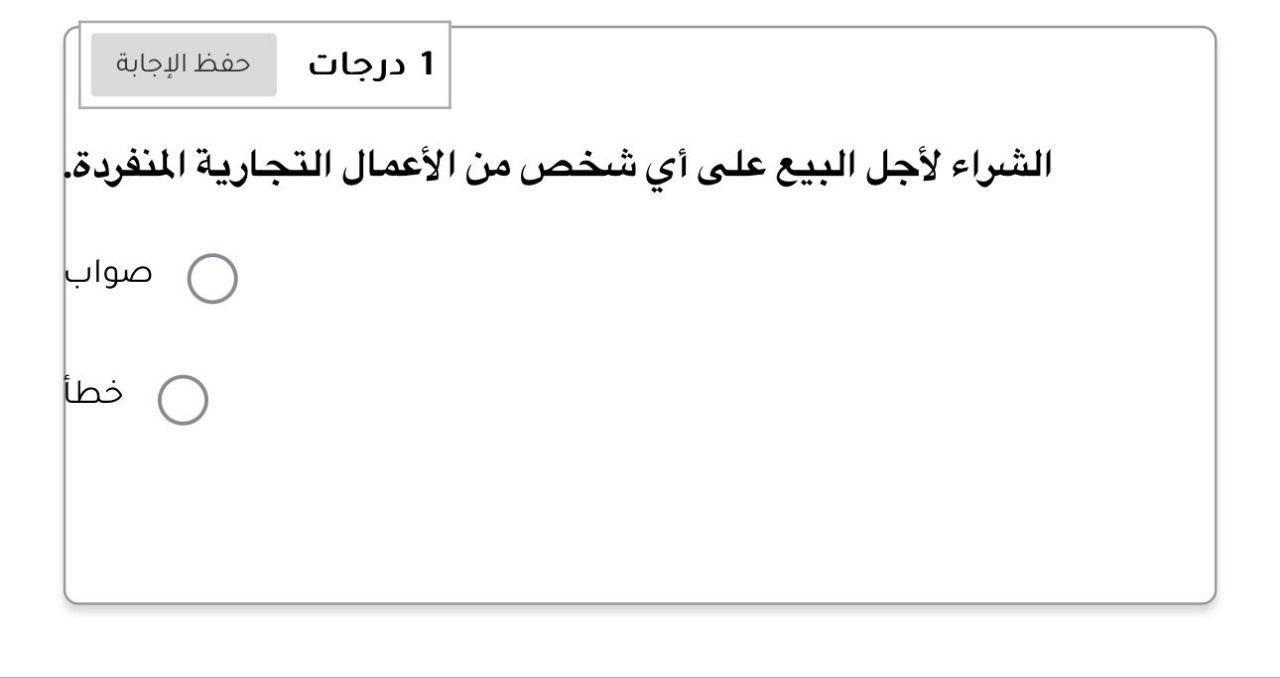 1 درجات
حفظ الإجابة
الشراء لأجل البيع على أي شخص من الأعمال التجارية المنفردة.
صواب
خطأ